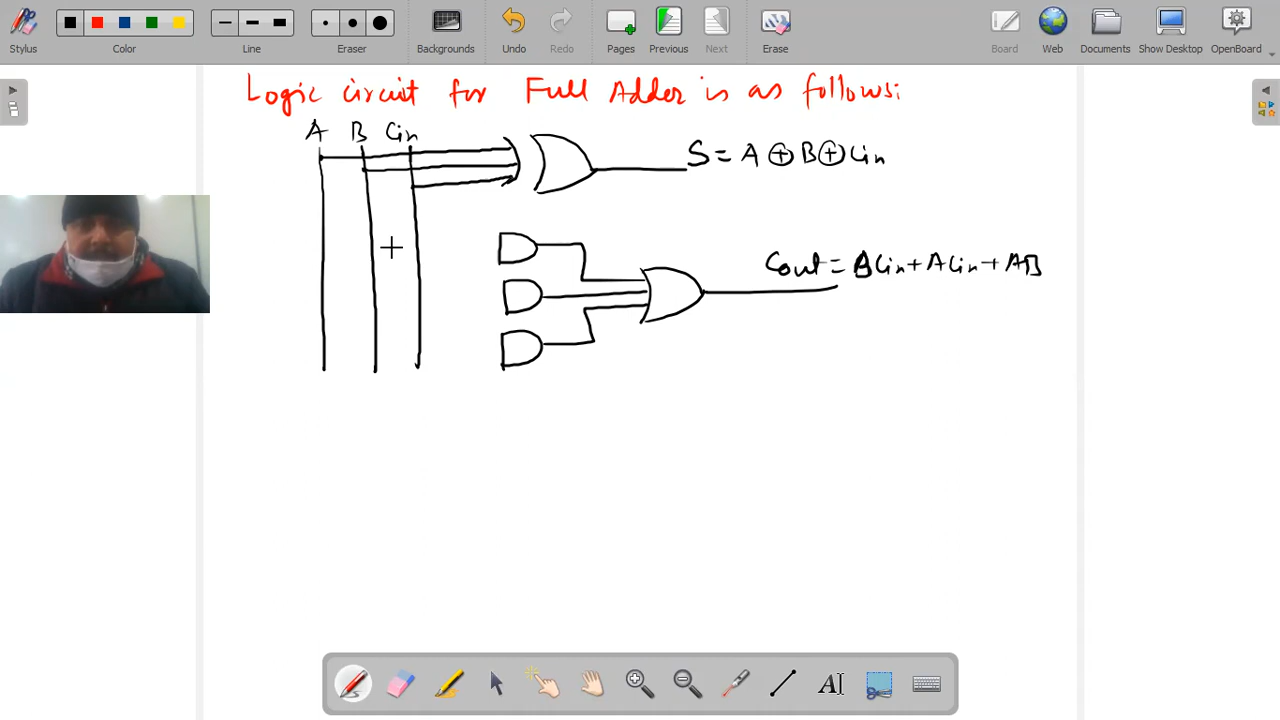 Stylus Color Line Eraser Backgrounds Undo Redo Pages Previous Next Erase Board Web Documents Show Desktop OpenBoard
Logic circuit for Full Adder is as follows:
A B Cin
S = A ⊕ B ⊕ Cin
Cout = BCin + ACin + AB